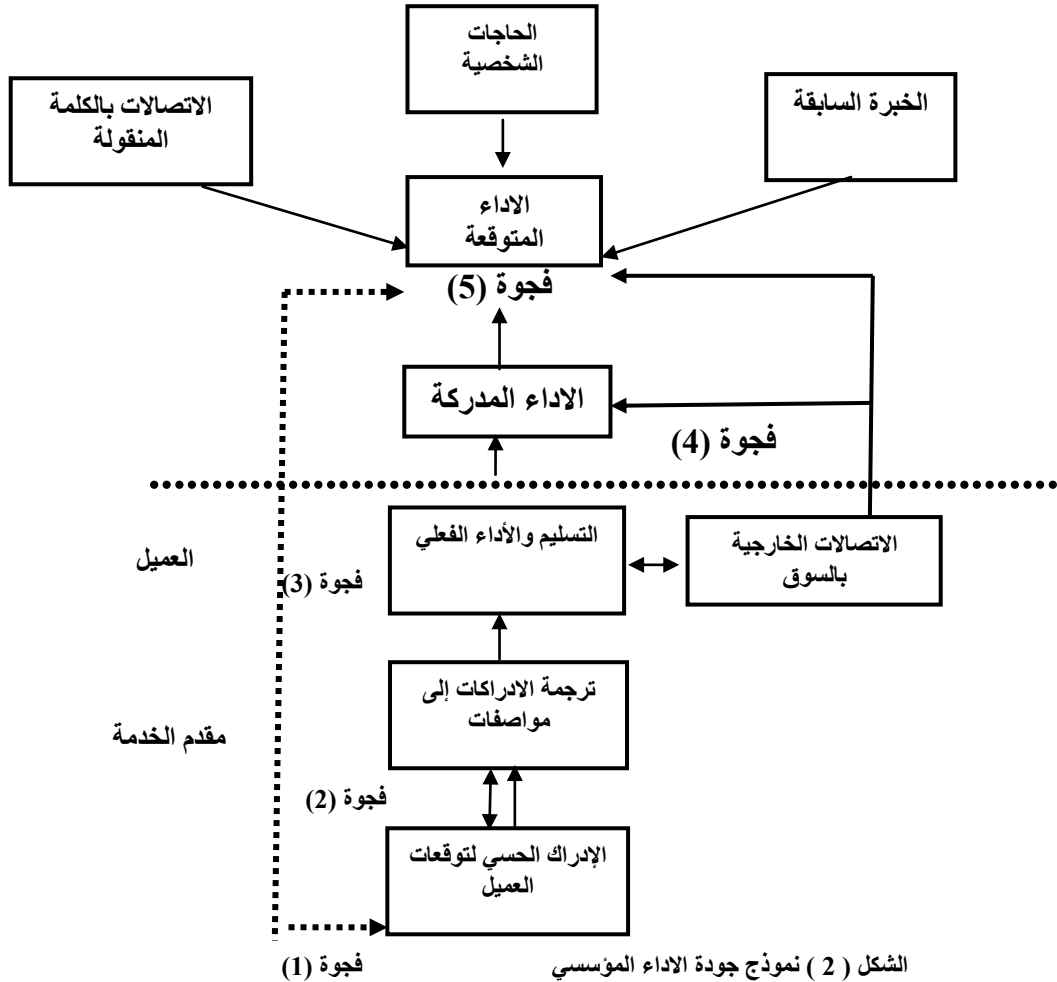 الحاجات
الشخصية
الخبرة السابقة
الاتصالات بالكلمة
المنقولة
الاداء
المتوقعة
فجوة (5)
الاداء المدركة
فجوة (4)
التسليم والأداء الفعلي
الاتصالات الخارجية
بالسوق
العميل
فجوة (3)
ترجمة الادراكات إلى
مواصفات
مقدم الخدمة
فجوة (2)
الإدراك الحسي لتوقعات
العميل
الشكل ( 2 ) نموذج جودة الاداء المؤسسي
فجوة (1)